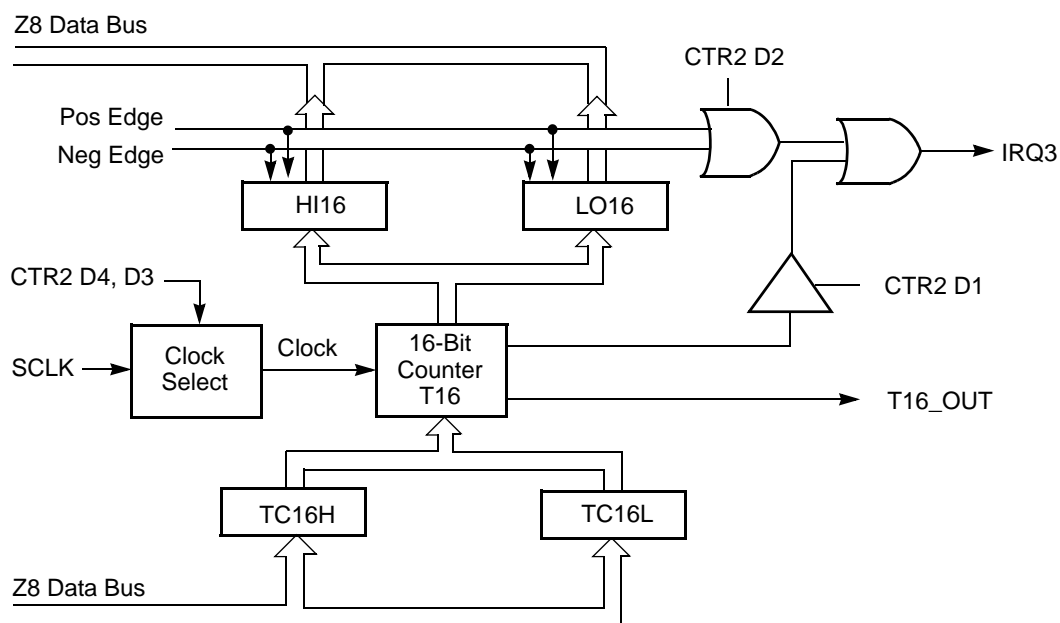 Z8 Data Bus
CTR2 D2
Pos Edge
Neg Edge
IRQ3
HI16
LO16
CTR2 D4, D3
CTR2 D1
SCLK
Clock
Select
Clock
16-Bit
Counter
T16
T16_OUT
TC16H
TC16L
Z8 Data Bus